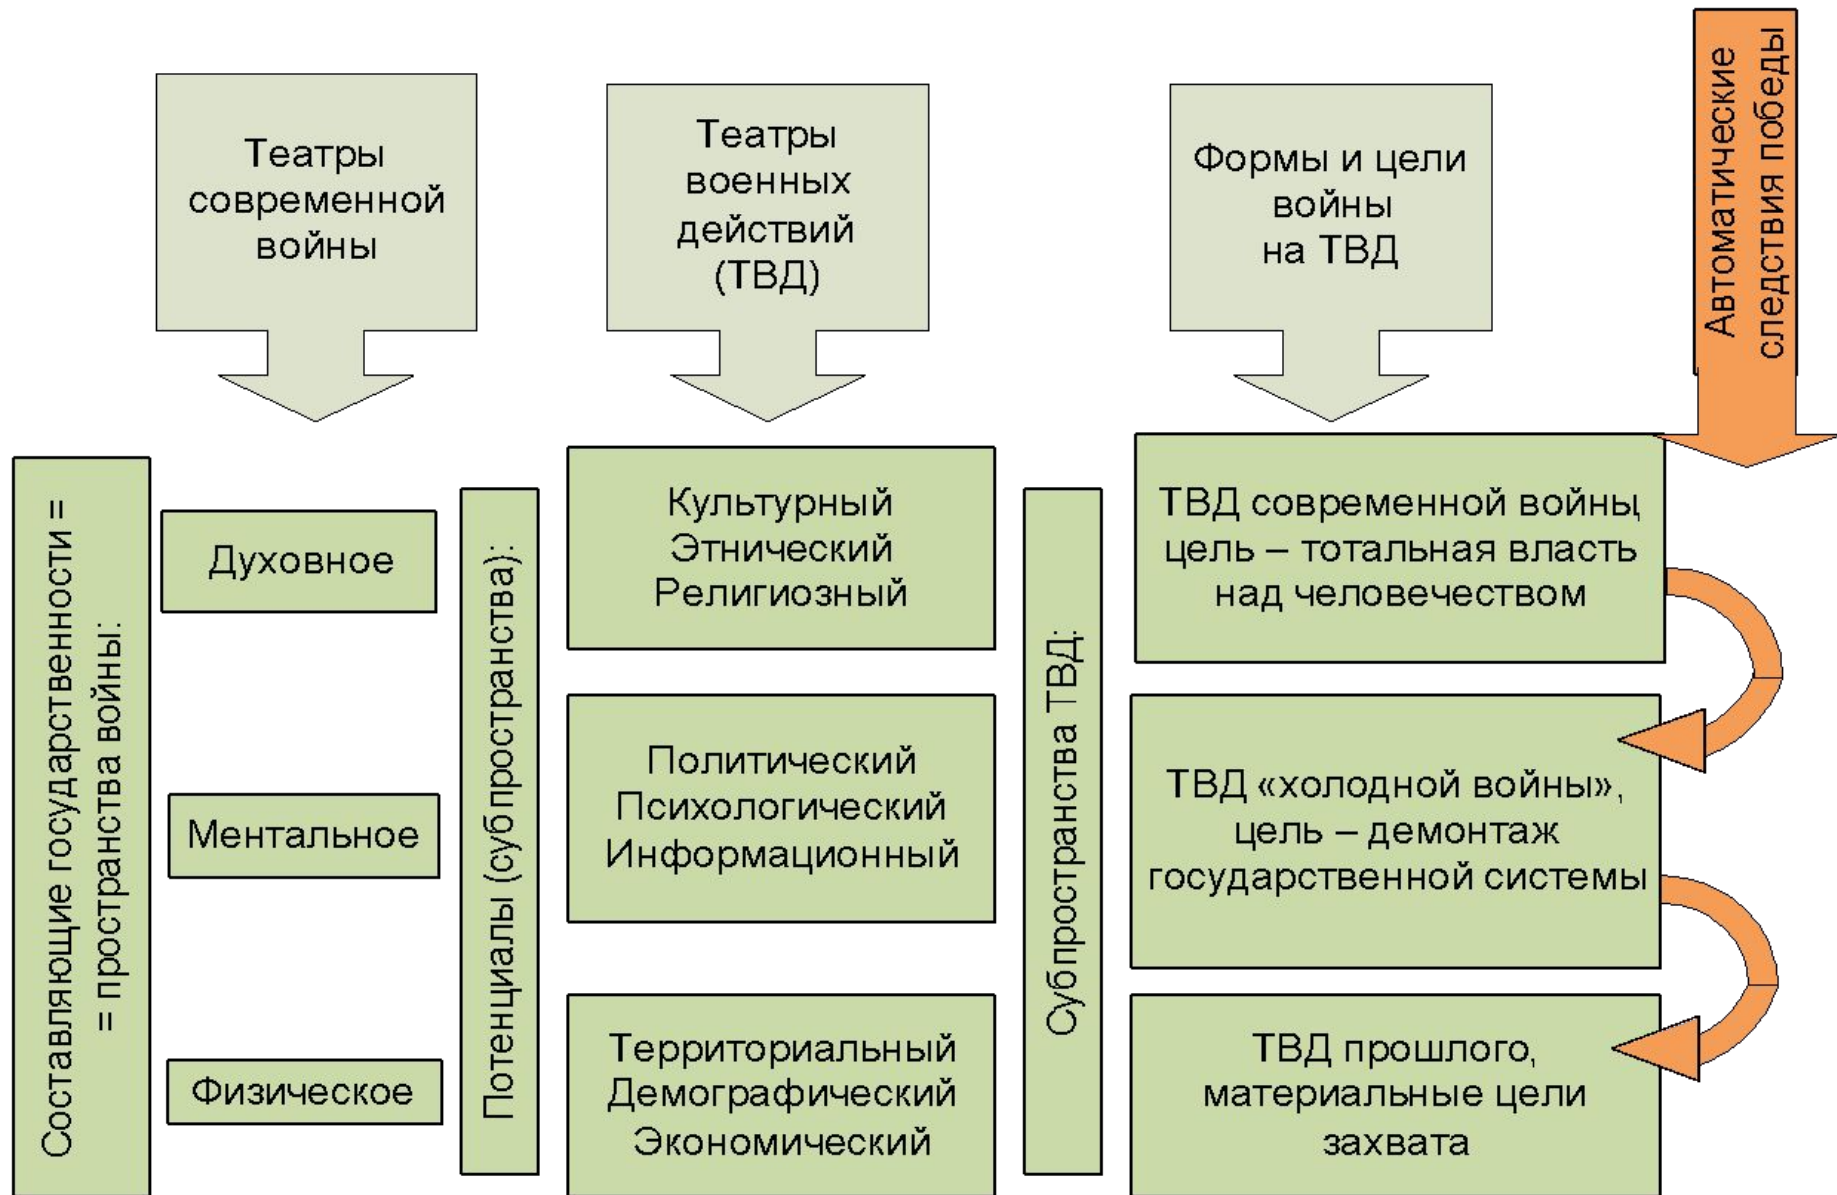 Театры
современной
войны
Театры
военных
действий
(ТВД)
Формы и цели
войны
на ТВД
Автоматические
следствия победы
Составляющие государственности =
= пространства войны:
Духовное
Ментальное
Физическое
Потенциалы (субпространства):
Культурный
Этнический
Религиозный
Политический
Психологический
Информационный
Территориальный
Демографический
Экономический
Субпространства ТВД:
ТВД современной войны,
цель – тотальная власть
над человечеством
ТВД «холодной войны»,
цель – демонтаж
государственной системы
ТВД прошлого,
материальные цели
захвата